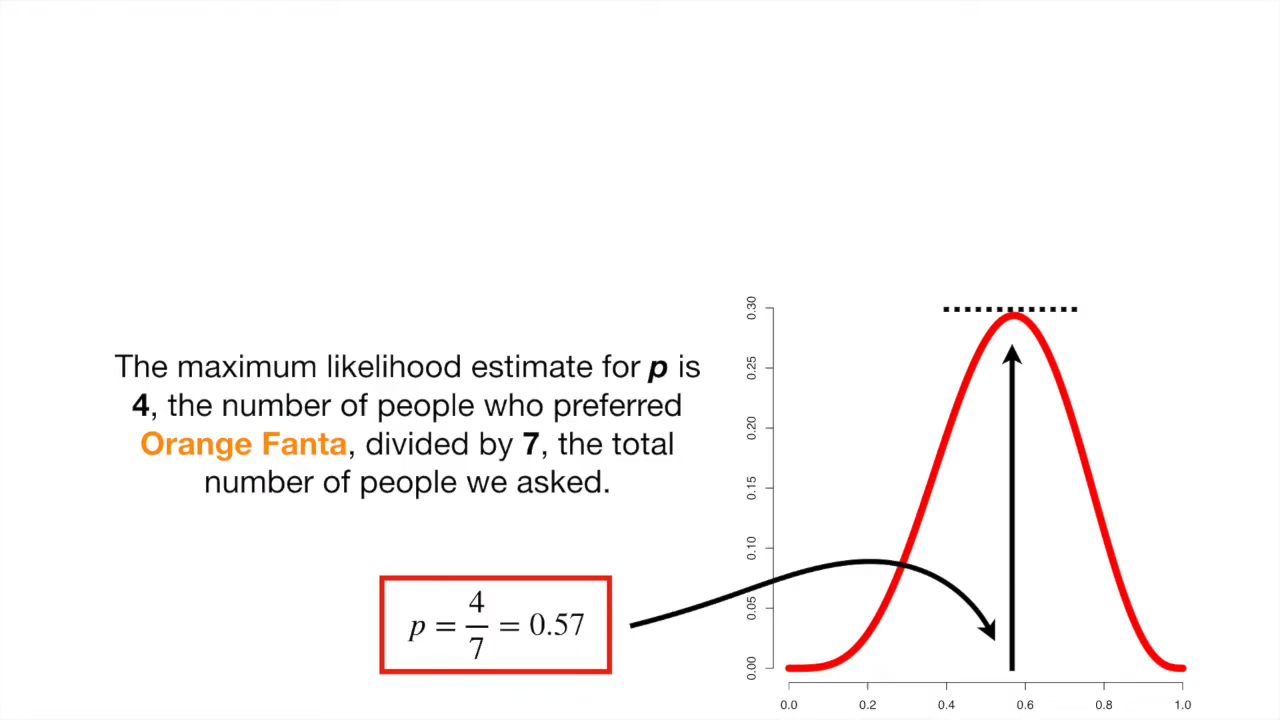 The maximum likelihood estimate for p is
4, the number of people who preferred
Orange Fanta, divided by 7, the total
number of people we asked.
p = 4/7 = 0.57
0.30
0.25
0.20
0.15
0.10
0.05
0.00
0.0 0.2 0.4 0.6 0.8 1.0